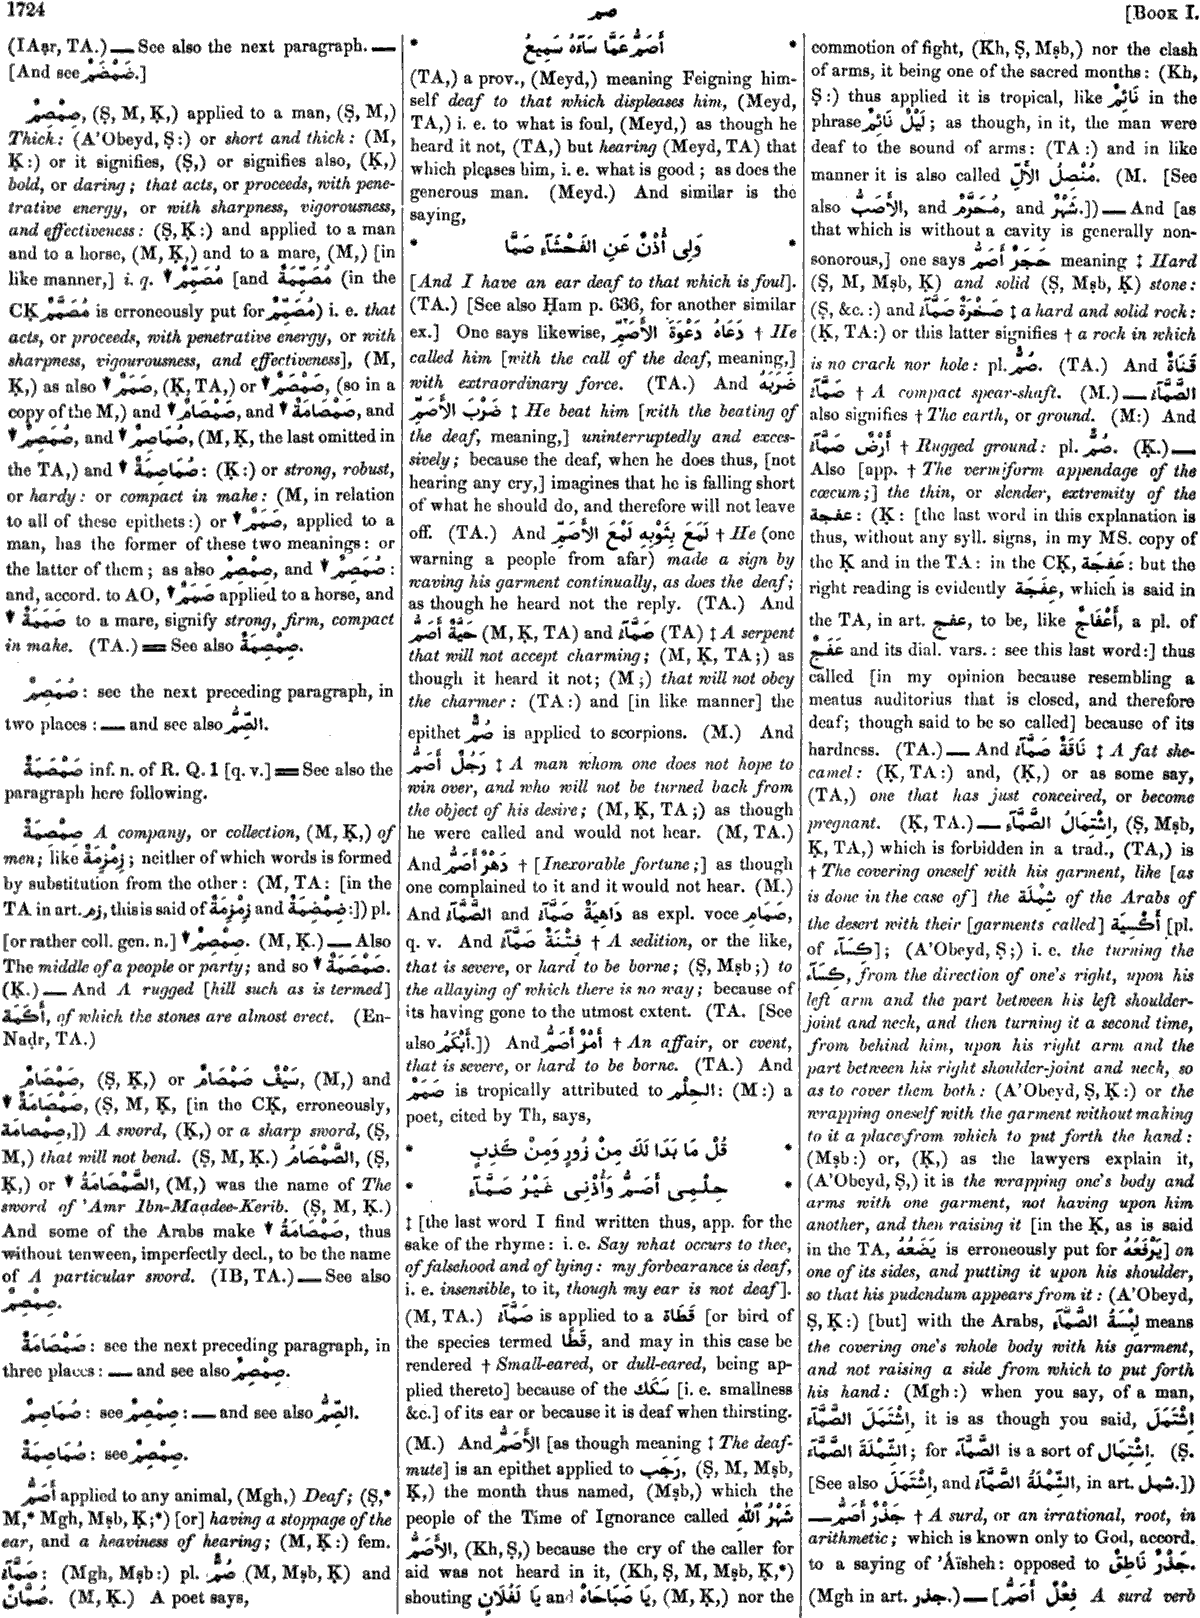 1724
صم
[Book I.
(IAạr, TA.) — See also the next paragraph. —
[And see صَمْصَمٌ.]
صِمْصِمٌ, (Ṣ, M, Ḳ,) applied to a man, (Ṣ, M,)
Thick: (A’Obeyd, Ṣ:) or short and thick: (M,
Ḳ:) or it signifies, (Ṣ,) or signifies also, (Ḳ,)
bold, or daring; that acts, or proceeds, with pene-
trative energy, or with sharpness, vigorousness,
and effectiveness: (Ṣ, Ḳ:) and applied to a man
and to a horse, (M, Ḳ,) and to a mare, (M,) [in
like manner,] i. q. ▼ مُصَمِّمٌ [and مُصَمِّمَةٌ (in the
CḲ is erroneously put for مُصَمِّمٌ) i. e. that
acts, or proceeds, with penetrative energy, or with
sharpness, vigourousness, and effectiveness], (M,
Ḳ,) as also ▼ صَمَمٌ, (Ḳ, TA,) or ▼ صَمْصَمٌ, (so in a
copy of the M,) and ▼ صَمْصَامٌ, and ▼ صَمْصَامَةٌ, and
▼ صُمَصِمٌ, and ▼ صُمَاصِمٌ, (M, Ḳ, the last omitted in
the TA,) and ▼ صُمَاصِمَةٌ: (Ḳ:) or strong, robust,
or hardy: or compact in make: (M, in relation
to all of these epithets:) or ▼ صَمَمٌ, applied to a
man, has the former of these two meanings: or
the latter of them; as also صِمْصِمٌ, and ▼ صُمَصِمٌ:
and, accord. to AO, ▼ صَمَمٌ applied to a horse, and
▼ صَمَمَةٌ to a mare, signify strong, firm, compact
in make. (TA.) = See also صِمْصِمَةٌ.
صُمَصِمٌ: see the next preceding paragraph, in
two places: — and see also الصِّمُّ.
صَمْصَمَةٌ inf. n. of R. Q. 1 [q. v.] = See also the
paragraph here following.
صِمْصِمَةٌ A company, or collection, (M, Ḳ,) of
men; like زِمْزِمَةٌ; neither of which words is formed
by substitution from the other: (M, TA: [in the
TA in art. زم, this is said of زِمْزِمَةٌ and صِمْصِمَةٌ:]) pl.
[or rather coll. gen. n.] ▼ صِمْصِمٌ. (M, Ḳ.) — Also
The middle of a people or party; and so ▼ صَمْصَمَةٌ.
(Ḳ.) — And A rugged [hill such as is termed]
أَكَمَة, of which the stones are almost erect. (En-
Naḍr, TA.)
صَمْصَامٌ, (Ṣ, Ḳ,) or سَيْفٌ صَمْصَامٌ, (M,) and
▼ صَمْصَامَةٌ, (Ṣ, M, Ḳ, [in the CḲ, erroneously,
صِمْصامَة,]) A sword, (Ḳ,) or a sharp sword, (Ṣ,
M,) that will not bend. (Ṣ, M, Ḳ.) الصَّمْصَامُ, (Ṣ,
Ḳ,) or ▼ الصَّمْصَامَةُ, (M,) was the name of The
sword of ’Amr Ibn-Maạdee-Kerib. (Ṣ, M, Ḳ.)
And some of the Arabs make ▼ صَمْصَامَةُ, thus
without tenween, imperfectly decl., to be the name
of A particular sword. (IB, TA.) — See also
صِمْصِمٌ.
صَمْصَامَةٌ: see the next preceding paragraph, in
three places: — and see also صِمْصِمٌ.
صُمَاصِمٌ: see صِمْصِمٌ: — and see also الصِّمُّ.
صُمَاصِمَةٌ: see صِمْصِمٌ.
أَصَمُّ applied to any animal, (Mgh,) Deaf; (Ṣ,*
M,* Mgh, Mṣb, Ḳ;*) [or] having a stoppage of the
ear, and a heaviness of hearing; (M, Ḳ:) fem.
صَمَّآءُ: (Mgh, Mṣb:) pl. صُمٌّ (M, Mṣb, Ḳ) and
صُمَّانٌ. (M, Ḳ.) A poet says,
* أَصَمُّ عَمَّا سَآءَهُ سَمِيعُ *
(TA,) a prov., (Meyd,) meaning Feigning him-
self deaf to that which displeases him, (Meyd,
TA,) i. e. to what is foul, (Meyd,) as though he
heard it not, (TA,) but hearing (Meyd, TA) that
which pleases him, i. e. what is good; as does the
generous man. (Meyd.) And similar is the
saying,
* وَلِى أُذْنٌ عَنِ الفَحْشَآءِ صَمَّا *
[And I have an ear deaf to that which is foul].
(TA.) [See also Ḥam p. 636, for another similar
ex.] One says likewise, دَعَاهُ دَعْوَةَ الأَصَمِّ † He
called him [with the call of the deaf, meaning,]
with extraordinary force. (TA.) And ضَرَبَهُ
ضَرْبَ الأَصَمِّ ‡ He beat him [with the beating of
the deaf, meaning,] uninterruptedly and exces-
sively; because the deaf, when he does thus, [not
hearing any cry,] imagines that he is falling short
of what he should do, and therefore will not leave
off. (TA.) And لَمَعَ بِثَوْبِهِ لَمْعَ الأَصَمِّ † He (one
warning a people from afar) made a sign by
waving his garment continually, as does the deaf;
as though he heard not the reply. (TA.) And
حَيَّةٌ أَصَمُّ (M, Ḳ, TA) and صَمَّآءُ (TA) ‡ A serpent
that will not accept charming; (M, Ḳ, TA;) as
though it heard it not; (M;) that will not obey
the charmer: (TA:) and [in like manner] the
epithet صُمٌّ is applied to scorpions. (M.) And
رَجُلٌ أَصَمُّ ‡ A man whom one does not hope to
win over, and who will not be turned back from
the object of his desire; (M, Ḳ, TA;) as though
he were called and would not hear. (M, TA.)
And دَهْرٌ أَصَمُّ † [Inexorable fortune;] as though
one complained to it and it would not hear. (M.)
And الصَّمَّآءُ and دَاهِيَةٌ صَمَّآءُ as expl. voce صَمَامِ,
q. v. And فِتْنَةٌ صَمَّآءُ † A sedition, or the like,
that is severe, or hard to be borne; (Ṣ, Mṣb;) to
the allaying of which there is no way; because of
its having gone to the utmost extent. (TA. [See
also أَبْكَمُ.]) And أَمْرٌ أَصَمُّ † An affair, or event,
that is severe, or hard to be borne. (TA.) And
صَمَمٌ is tropically attributed to الحِلْم: (M:) a
poet, cited by Th, says,
* قُلْ مَا بَدَا لَكَ مِنْ زُورٍ وَمِنْ كَذِبٍ *
* حِلْمِى أَصَمُّ وَأُذْنِى غَيْرُ صَمَّآءِ *
‡ [the last word I find written thus, app. for the
sake of the rhyme: i. e. Say what occurs to thee,
of falsehood and of lying: my forbearance is deaf,
i. e. insensible, to it, though my ear is not deaf].
(M, TA.) صَمَّآءُ is applied to a قَطَاة [or bird of
the species termed قَطًا, and may in this case be
rendered † Small-eared, or dull-eared, being ap-
plied thereto] because of the سَكَك [i. e. smallness
&c.] of its ear or because it is deaf when thirsting.
(M.) And الأَصَمُّ [as though meaning ‡ The deaf-
mute] is an epithet applied to رَجَب, (Ṣ, M, Mṣb,
Ḳ,) the month thus named, (Mṣb,) which the
people of the Time of Ignorance called شَهْرُ ٱللّٰهِ
الأَصَمُّ, (Kh, Ṣ,) because the cry of the caller for
aid was not heard in it, (Kh, Ṣ, M, Mṣb, Ḳ,*)
shouting يَا لَفُلَانٍ and يَا صَبَاحَاهُ, (M, Ḳ,) nor the
commotion of fight, (Kh, Ṣ, Mṣb,) nor the clash
of arms, it being one of the sacred months: (Kh,
Ṣ:) thus applied it is tropical, like نَائِمٌ in the
phrase لَيْلٌ نَائِمٌ; as though, in it, the man were
deaf to the sound of arms: (TA:) and in like
manner it is also called مُنْصِلُ الأَلِّ. (M. [See
also الأَصَبُّ, and مُحَرَّمٌ, and شَهْرٌ.]) — And [as
that which is without a cavity is generally non-
sonorous,] one says حَجَرٌ أَصَمُّ meaning ‡ Hard
(Ṣ, M, Mṣb, Ḳ) and solid (Ṣ, Mṣb, Ḳ) stone:
(Ṣ, &c.:) and صَخْرَةٌ صَمَّآءُ ‡ a hard and solid rock:
(Ḳ, TA:) or this latter signifies † a rock in which
is no crack nor hole: pl. صُمٌّ. (TA.) And قَنَاةٌ
صَمَّآءُ † A compact spear-shaft. (M.) — الصَّمَّآءُ
also signifies † The earth, or ground. (M:) And
أَرْضٌ صَمَّآءُ † Rugged ground: pl. صُمٌّ. (Ḳ.) —
Also [app. † The vermiform appendage of the
cœcum;] the thin, or slender, extremity of the
عفجة: (Ḳ: [the last word in this explanation is
thus, without any syll. signs, in my MS. copy of
the Ḳ and in the TA: in the CḲ, عَفْجَة: but the
right reading is evidently عَفِجَة, which is said in
the TA, in art. عفج, to be, like أَعْفَاجٌ, a pl. of
عَفْجٌ and its dial. vars.: see this last word:] thus
called [in my opinion because resembling a
meatus auditorius that is closed, and therefore
deaf; though said to be so called] because of its
hardness. (TA.) — And نَاقَةٌ صَمَّآءُ ‡ A fat she-
camel: (Ḳ, TA:) and, (Ḳ,) or as some say,
(TA,) one that has just conceived, or become
pregnant. (Ḳ, TA.) — اِشْتِمَالُ الصَّمَّآءِ, (Ṣ, Mṣb,
Ḳ, TA,) which is forbidden in a trad., (TA,) is
† The covering oneself with his garment, like [as
is done in the case of] the شَمْلَة of the Arabs of
the desert with their [garments called] أَكْسِيَة [pl.
of كِسَآء]; (A’Obeyd, Ṣ;) i. e. the turning the
كِسَآء, from the direction of one’s right, upon his
left arm and the part between his left shoulder-
joint and neck, and then turning it a second time,
from behind him, upon his right arm and the
part between his right shoulder-joint and neck, so
as to cover them both: (A’Obeyd, Ṣ, Ḳ:) or the
wrapping oneself with the garment without making
to it a place from which to put forth the hand:
(Mṣb:) or, (Ḳ,) as the lawyers explain it,
(A’Obeyd, Ṣ,) it is the wrapping one’s body and
arms with one garment, not having upon him
another, and then raising it [in the Ḳ, as is said
in the TA, يَضَعُهُ is erroneously put for يَرْفَعُهُ] on
one of its sides, and putting it upon his shoulder,
so that his pudendum appears from it: (A’Obeyd,
Ṣ, Ḳ:) [but] with the Arabs, لِبْسَةُ الصَّمَّآءِ means
the covering one’s whole body with his garment,
and not raising a side from which to put forth
his hand: (Mgh:) when you say, of a man,
اِشْتَمَلَ الصَّمَّآءَ, it is as though you said, اِشْتَمَلَ
الشَّمْلَةَ الصَّمَّآءَ; for الصَّمَّآء is a sort of اِشْتِمَال. (Ṣ.
[See also اِشْتَمَلَ, and الشَّمْلَةُ الصَّمَّآءُ, in art. شمل.])
— جَذْرٌ أَصَمُّ † A surd, or an irrational, root, in
arithmetic; which is known only to God, accord.
to a saying of ’Áïsheh: opposed to جَذْرٌ نَاطِقٌ.
(Mgh in art. جذر.) — [فِعْلٌ أَصَمُّ A surd verb